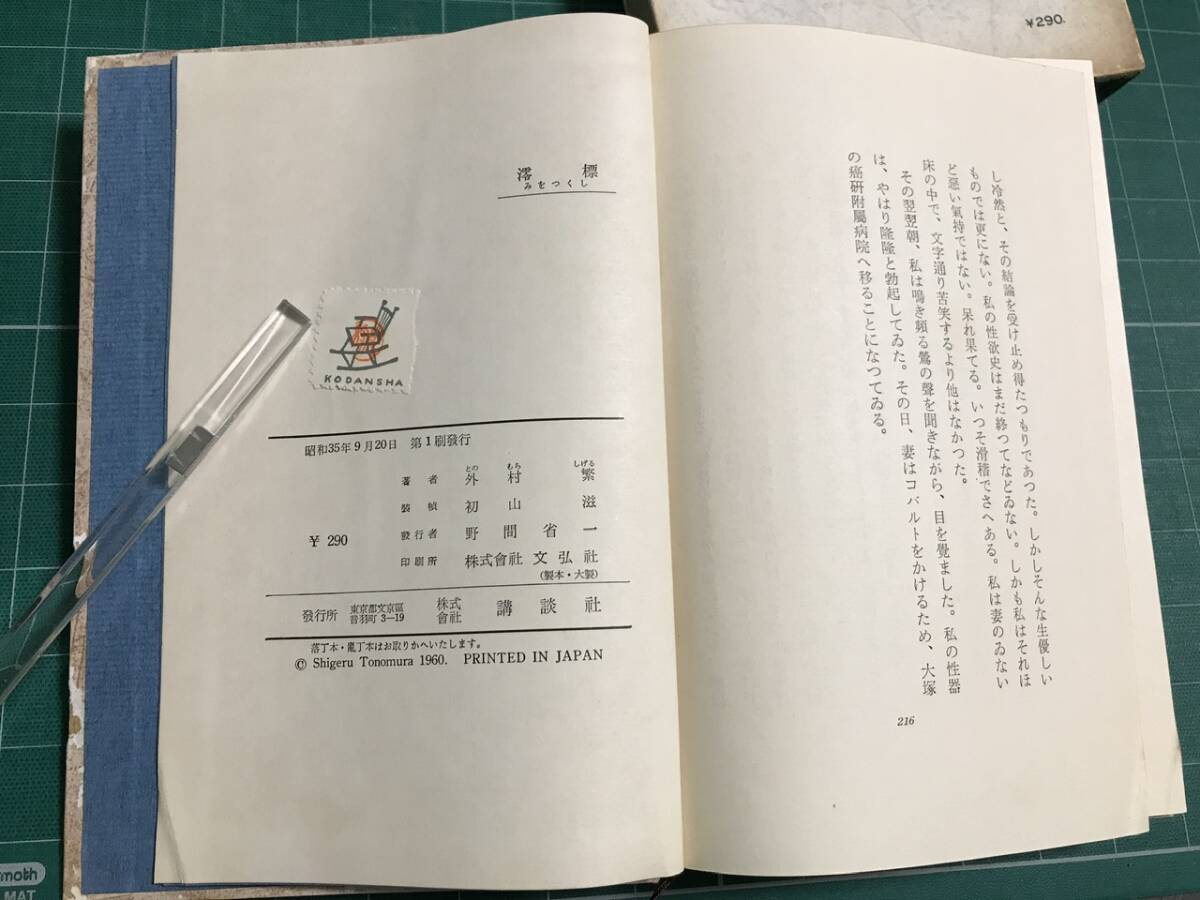 ¥290.
し冷然と、その結論を受け止め得たつもりであつた。しかしそんな生優しい
ものでは更にない。私の性欲史はまだ終つてなどゐない。しかも私はそれほ
ど惡い氣持ではない。呆れ果てる。いつそ滑稽でさへある。私は妻のゐない
床の中で、文字通り苦笑するより他はなかつた。
その翌翌朝、私は鳴き頻る鶯の聲を聞きながら、目を覺ました。私の性器
は、やはり隆隆と勃起してゐた。その日、妻はコバルトをかけるため、大塚
の癌研附屬病院へ移ることになつてゐる。
216
澪標
みをつくし
KODANSHA
昭和35年9月20日 第1刷發行
著者 外村繁
との むら しげる
裝幀 初山滋
發行者 野間省一
印刷所 株式會社 文弘社
(製本・大製)
¥ 290
發行所 東京都文京區音羽町3―19 株式會社 講談社
落丁本・亂丁本はお取りかへいたします。
© Shigeru Tonomura 1960. PRINTED IN JAPAN
moth
MAT